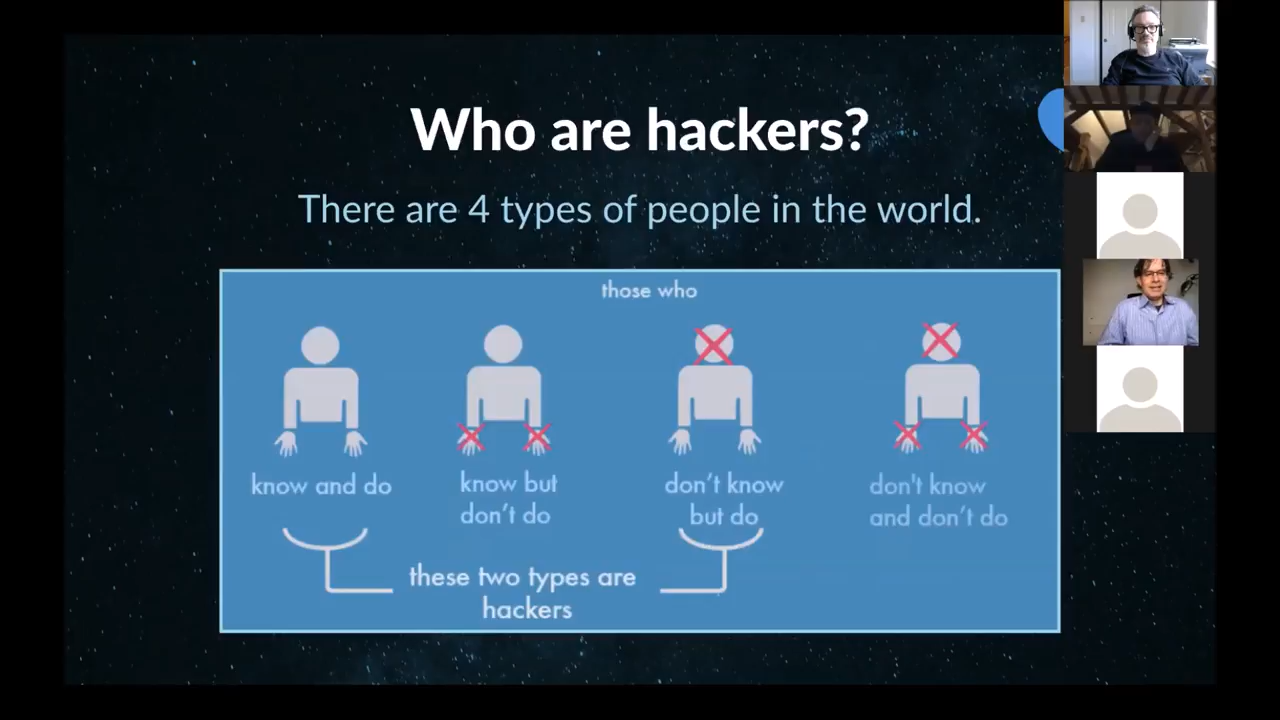 Who are hackers?
There are 4 types of people in the world.
those who
know and do
know but
don’t do
don’t know
but do
don't know
and don’t do
these two types are
hackers